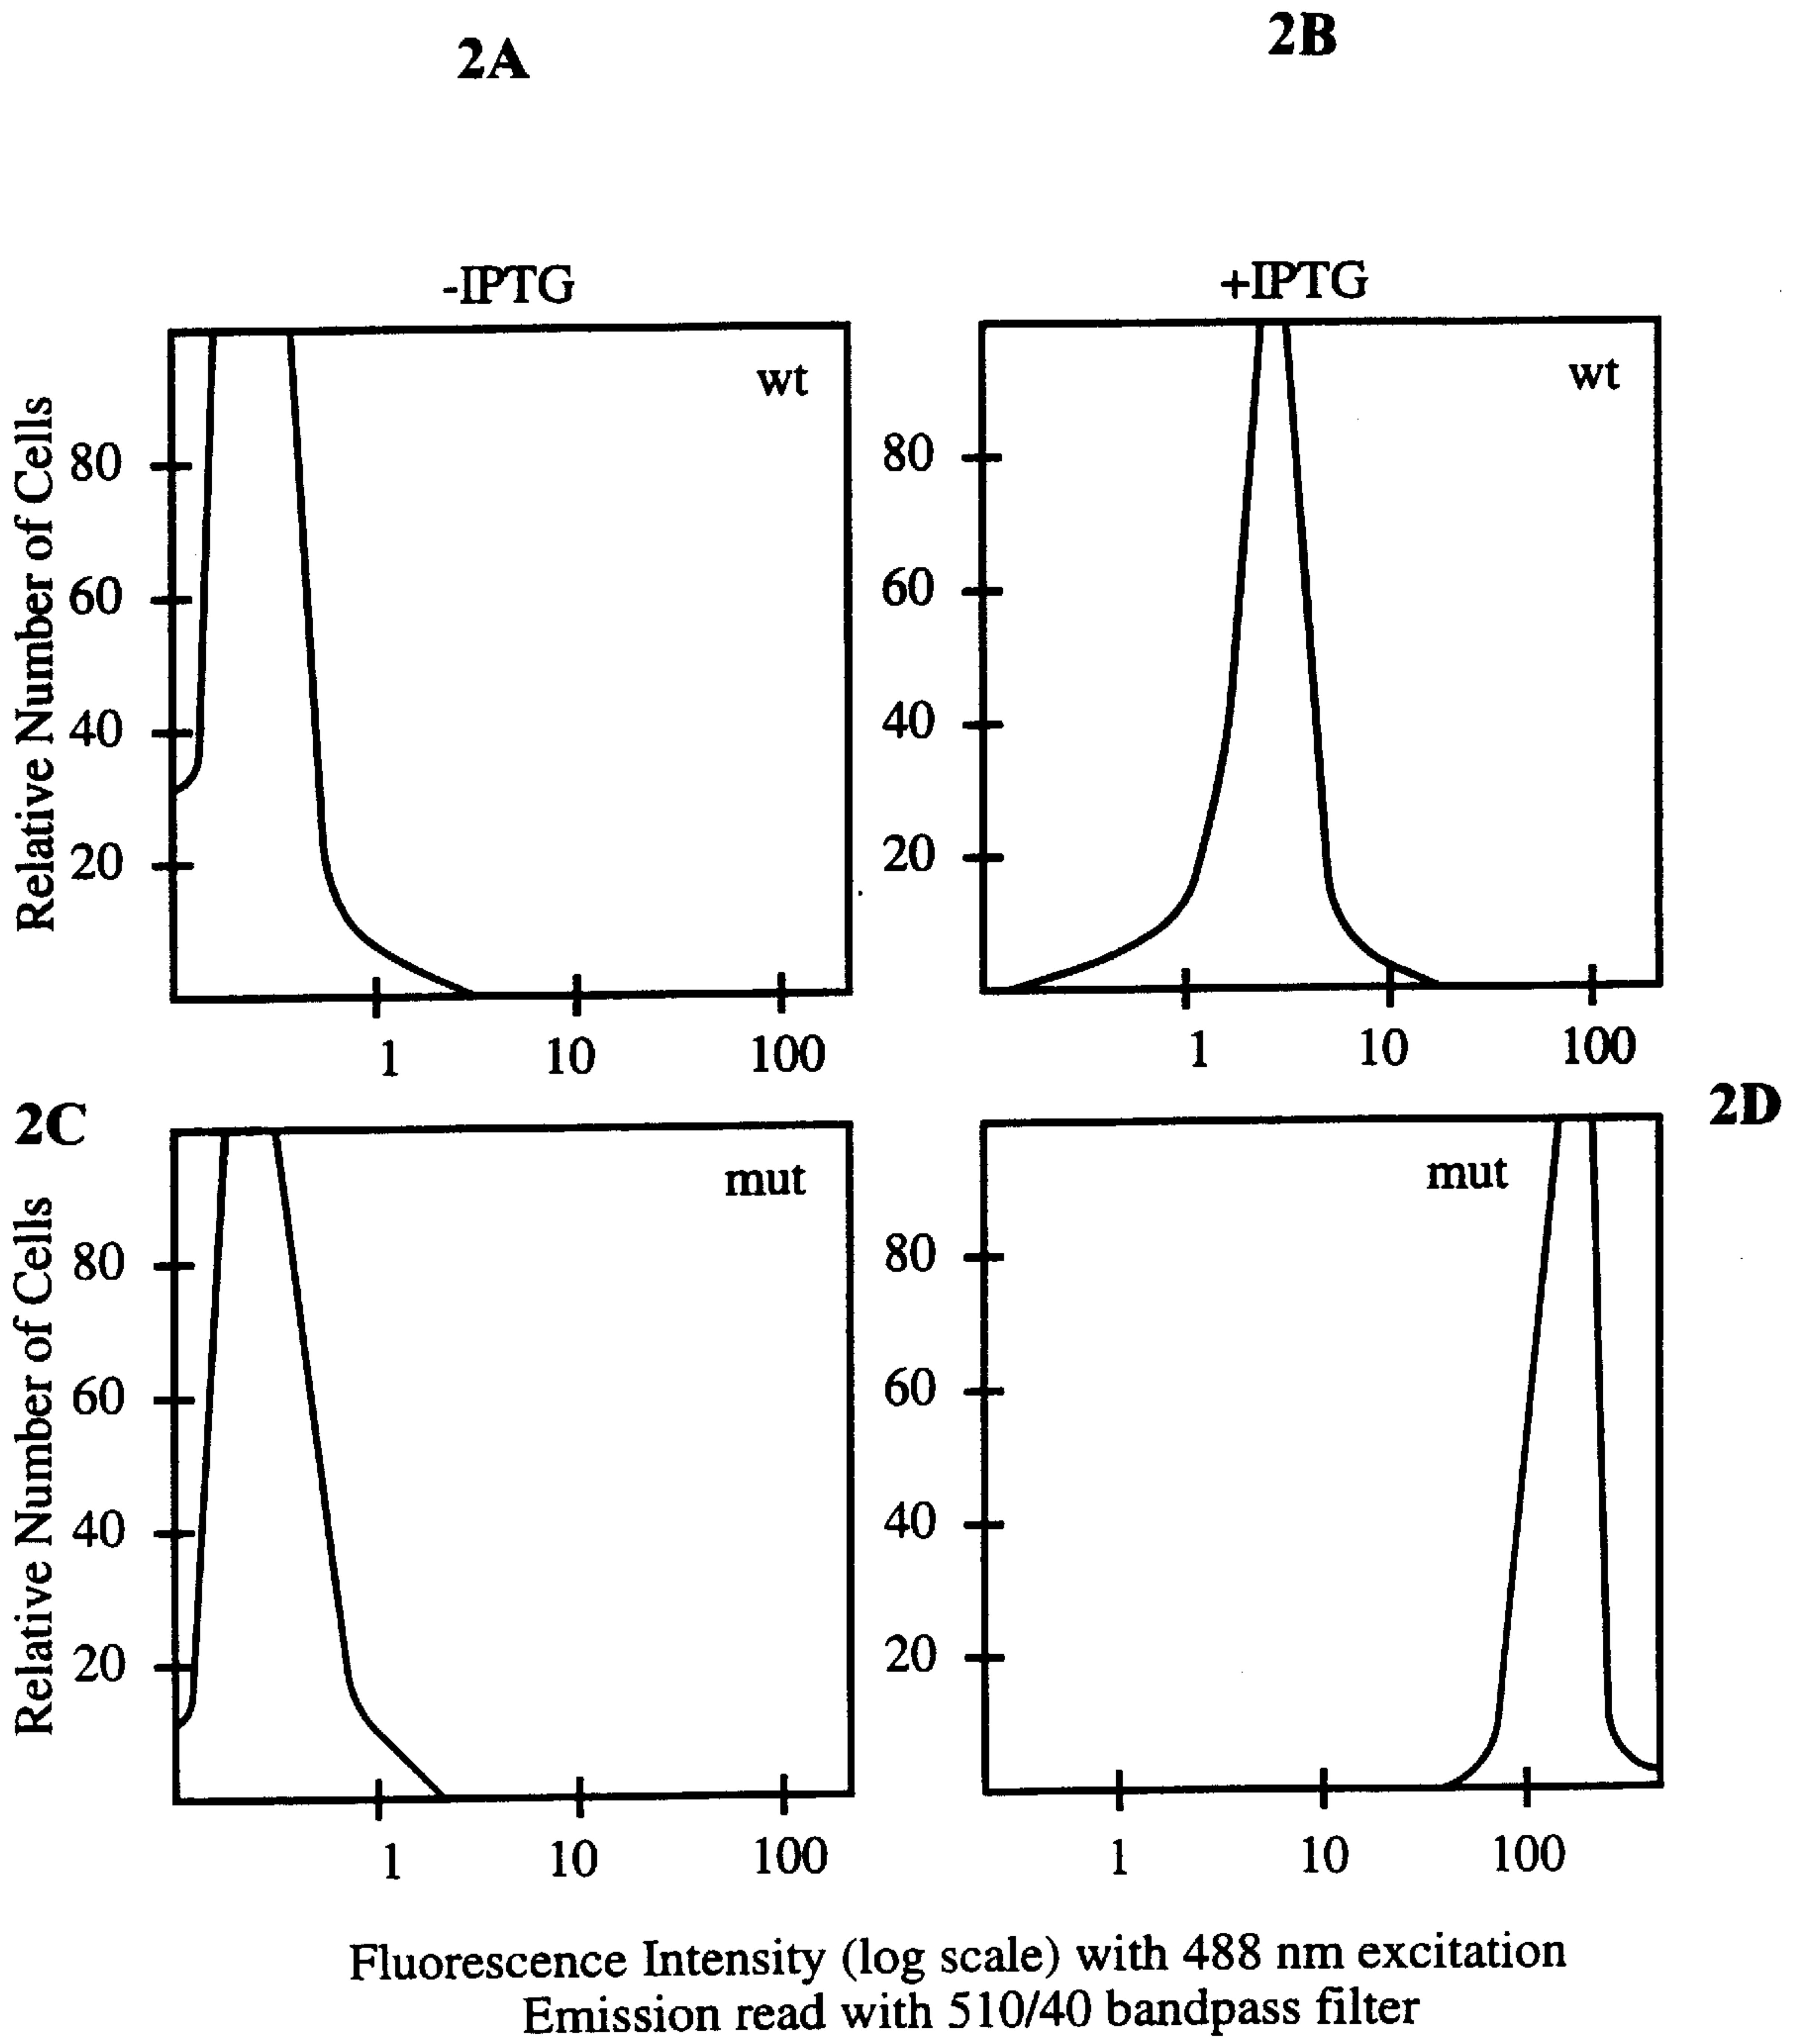 2A
2B
-IPTG
+IPTG
Relative Number of Cells
80
60
40
20
wt
1
10
100
80
60
40
20
wt
1
10
100
2C
2D
Relative Number of Cells
80
60
40
20
mut
1
10
100
80
60
40
20
mut
1
10
100
Fluorescence Intensity (log scale) with 488 nm excitation
Emission read with 510/40 bandpass filter